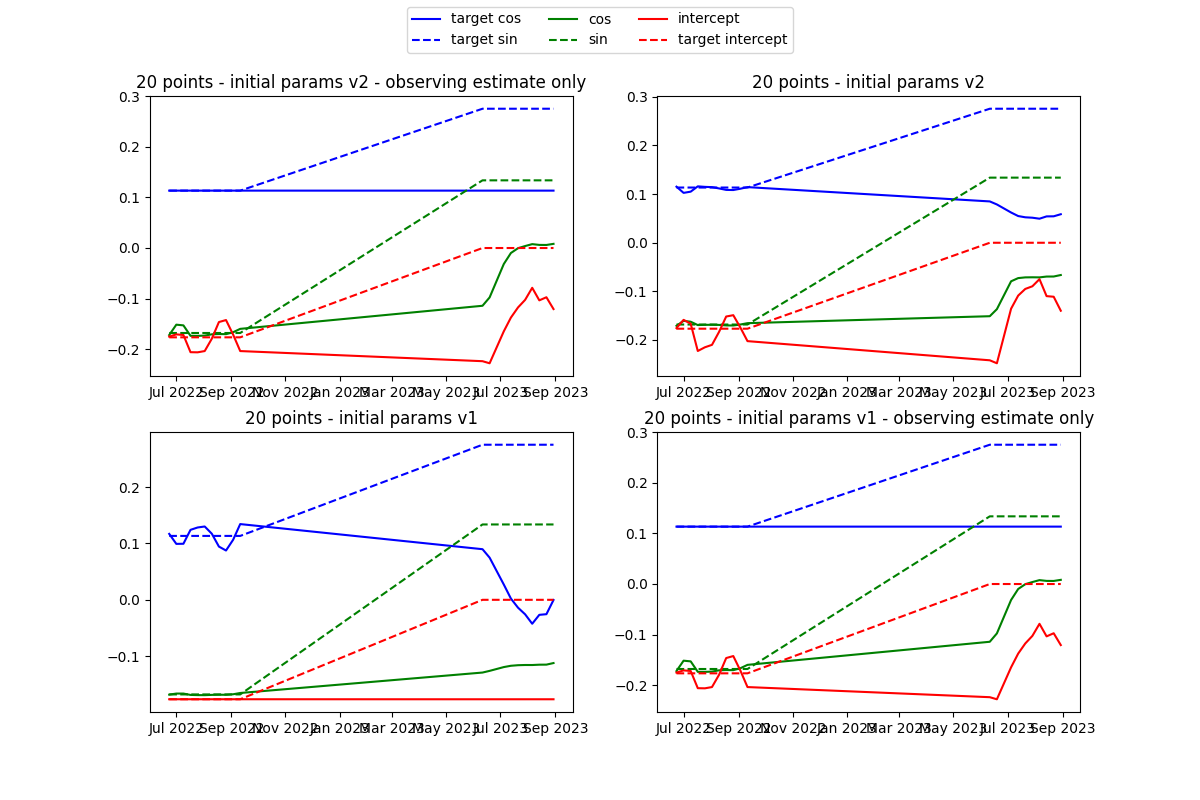 target cos cos intercept
target sin sin target intercept
20 points - initial params v2 - observing estimate only
0.3
0.2
0.1
0.0
−0.1
−0.2
Jul 2022 Sep 2022 Nov 2022 Jan 2023 Mar 2023 May 2023 Jul 2023 Sep 2023
20 points - initial params v2
0.3
0.2
0.1
0.0
−0.1
−0.2
Jul 2022 Sep 2022 Nov 2022 Jan 2023 Mar 2023 May 2023 Jul 2023 Sep 2023
20 points - initial params v1
0.2
0.1
0.0
−0.1
Jul 2022 Sep 2022 Nov 2022 Jan 2023 Mar 2023 May 2023 Jul 2023 Sep 2023
20 points - initial params v1 - observing estimate only
0.3
0.2
0.1
0.0
−0.1
−0.2
Jul 2022 Sep 2022 Nov 2022 Jan 2023 Mar 2023 May 2023 Jul 2023 Sep 2023